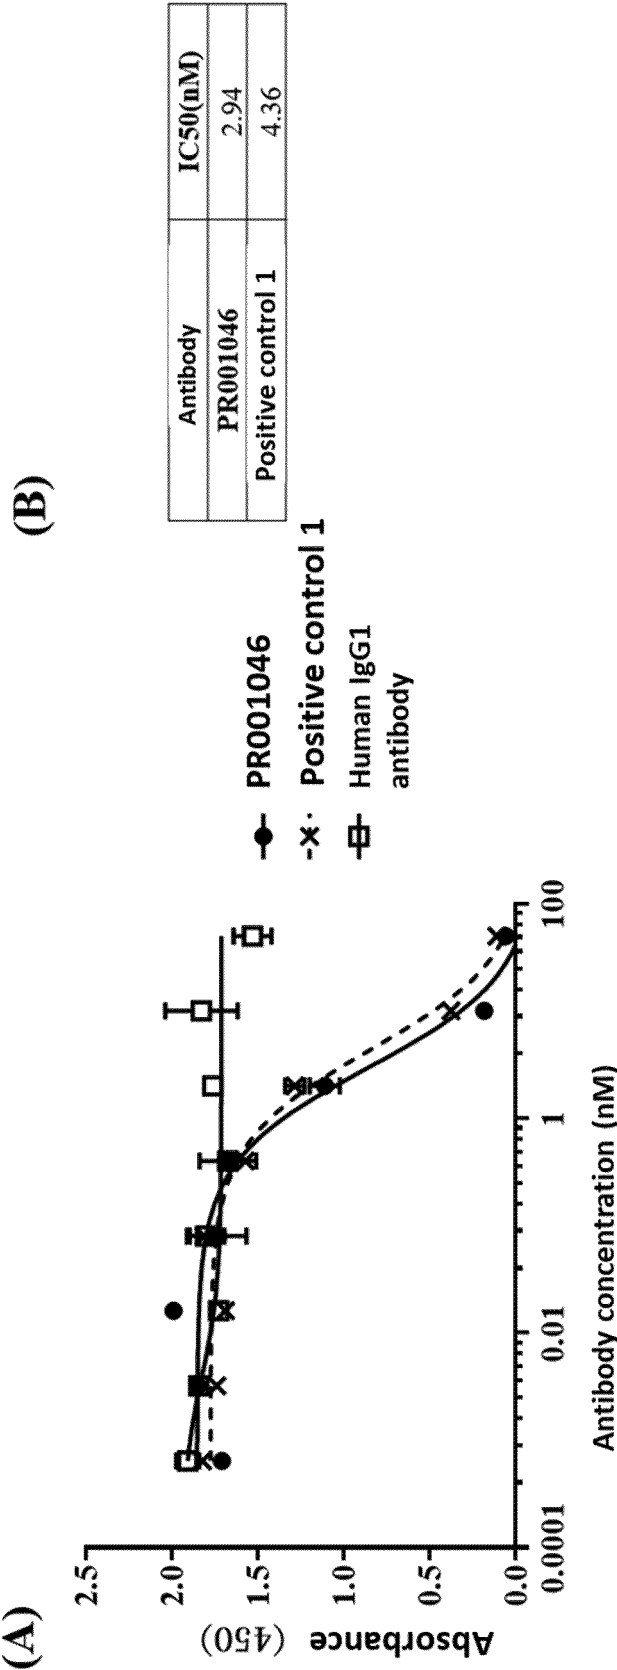 (A)
2.5
2.0
1.5
1.0
0.5
0.0
Absorbance (450)
0.0001
0.01
1
100
Antibody concentration (nM)
PR001046
Positive control 1
Human IgG1
antibody
(B)
Antibody IC50(nM)
PR001046 2.94
Positive control 1 4.36